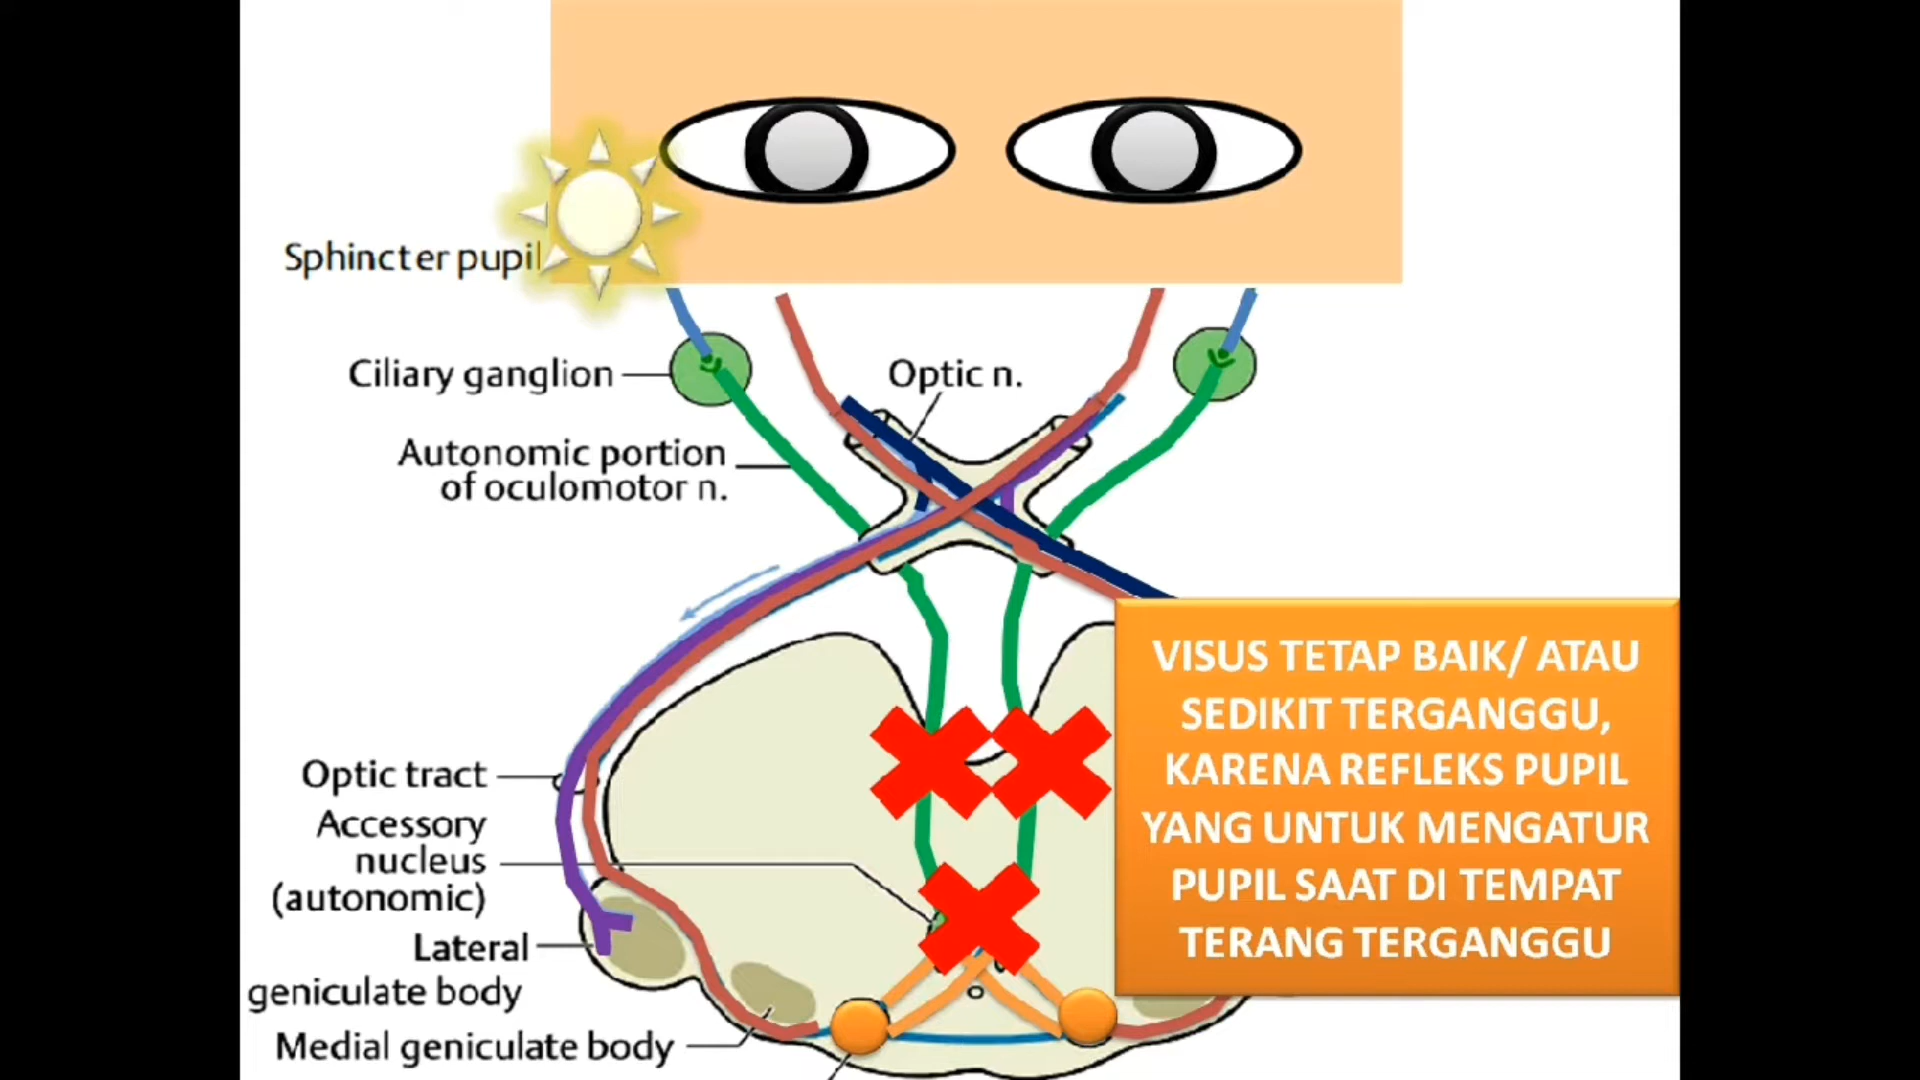 Sphincter pupil
Ciliary ganglion
Optic n.
Autonomic portion
of oculomotor n.
Optic tract
Accessory
nucleus
(autonomic)
Lateral
geniculate body
Medial geniculate body
VISUS TETAP BAIK/ ATAU
SEDIKIT TERGANGGU,
KARENA REFLEKS PUPIL
YANG UNTUK MENGATUR
PUPIL SAAT DI TEMPAT
TERANG TERGANGGU